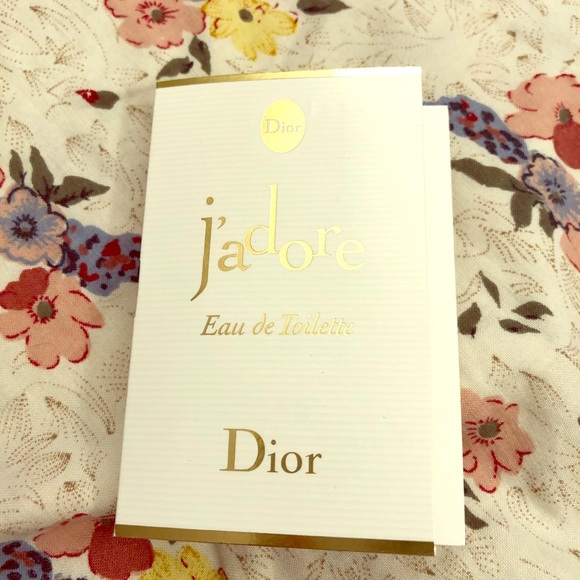 Dior
j'adore
Eau de Toilette
Dior